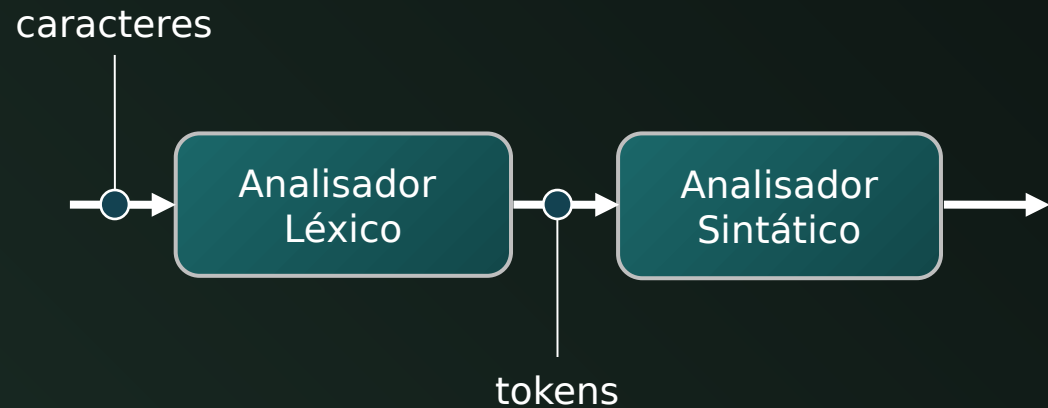 caracteres
Analisador
Léxico
Analisador
Sintático
tokens